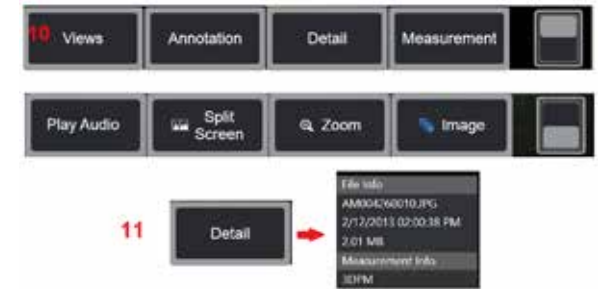 10 Views Annotation Detail Measurement
Play Audio Split Screen Zoom Image
11 Detail
File Info
AM004260010.JPG
2/12/2013 02:00:38 PM
2.01 MB
Measurement Info
3DPM